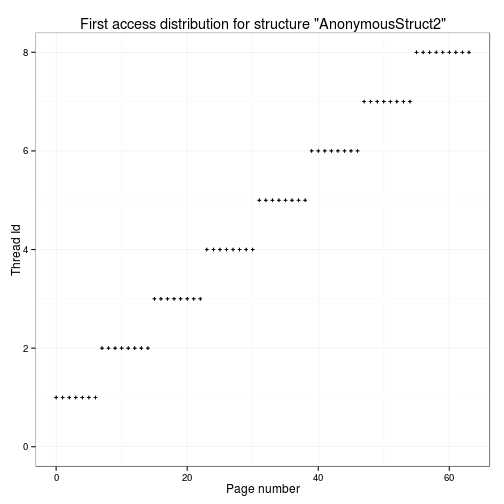 First access distribution for structure "AnonymousStruct2"
8
6
4
2
0
Thread Id
0 20 40 60
Page number